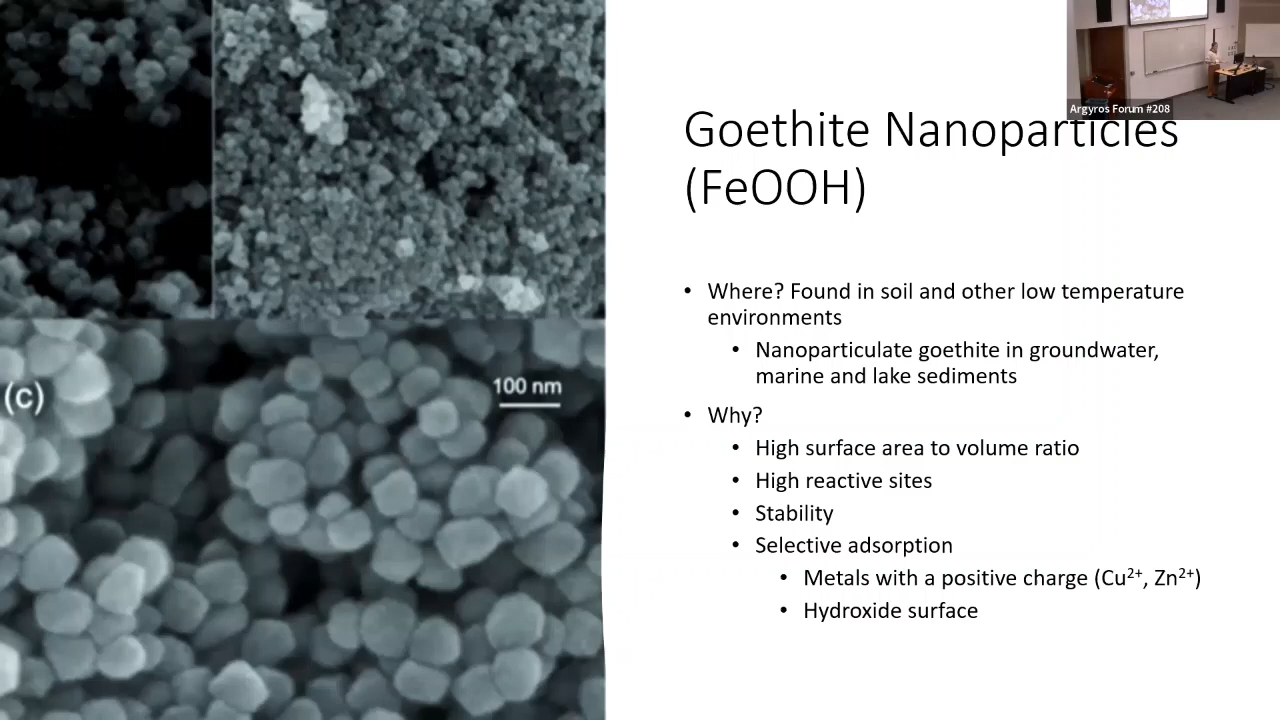 Argyros Forum #208
Goethite Nanoparticles
(FeOOH)
• Where? Found in soil and other low temperature
environments
• Nanoparticulate goethite in groundwater,
marine and lake sediments
• Why?
• High surface area to volume ratio
• High reactive sites
• Stability
• Selective adsorption
• Metals with a positive charge (Cu²⁺, Zn²⁺)
• Hydroxide surface
(c)
100 nm